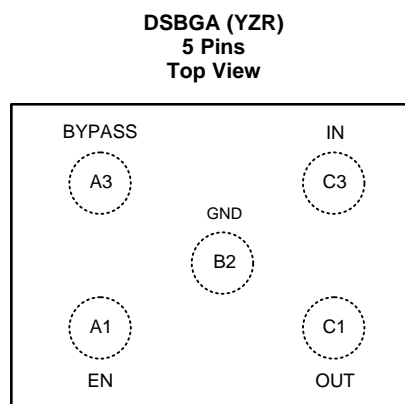 DSBGA (YZR)
5 Pins
Top View
BYPASS IN
A3 C3
GND
B2
A1 C1
EN OUT